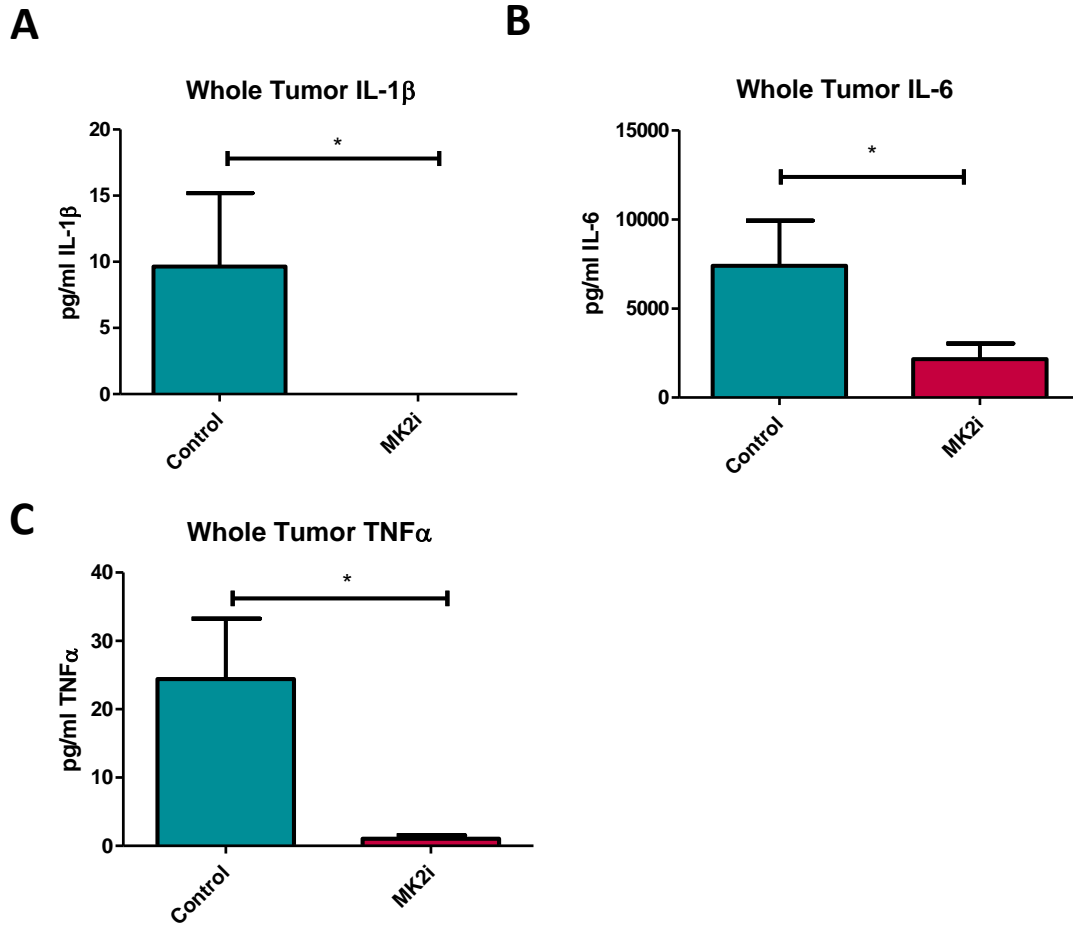 A
Whole Tumor IL-1β
20
15
10
5
0
pg/ml IL-1β
*
Control
MK2i
B
Whole Tumor IL-6
15000
10000
5000
0
pg/ml IL-6
*
Control
MK2i
C
Whole Tumor TNFα
40
30
20
10
0
pg/ml TNFα
*
Control
MK2i